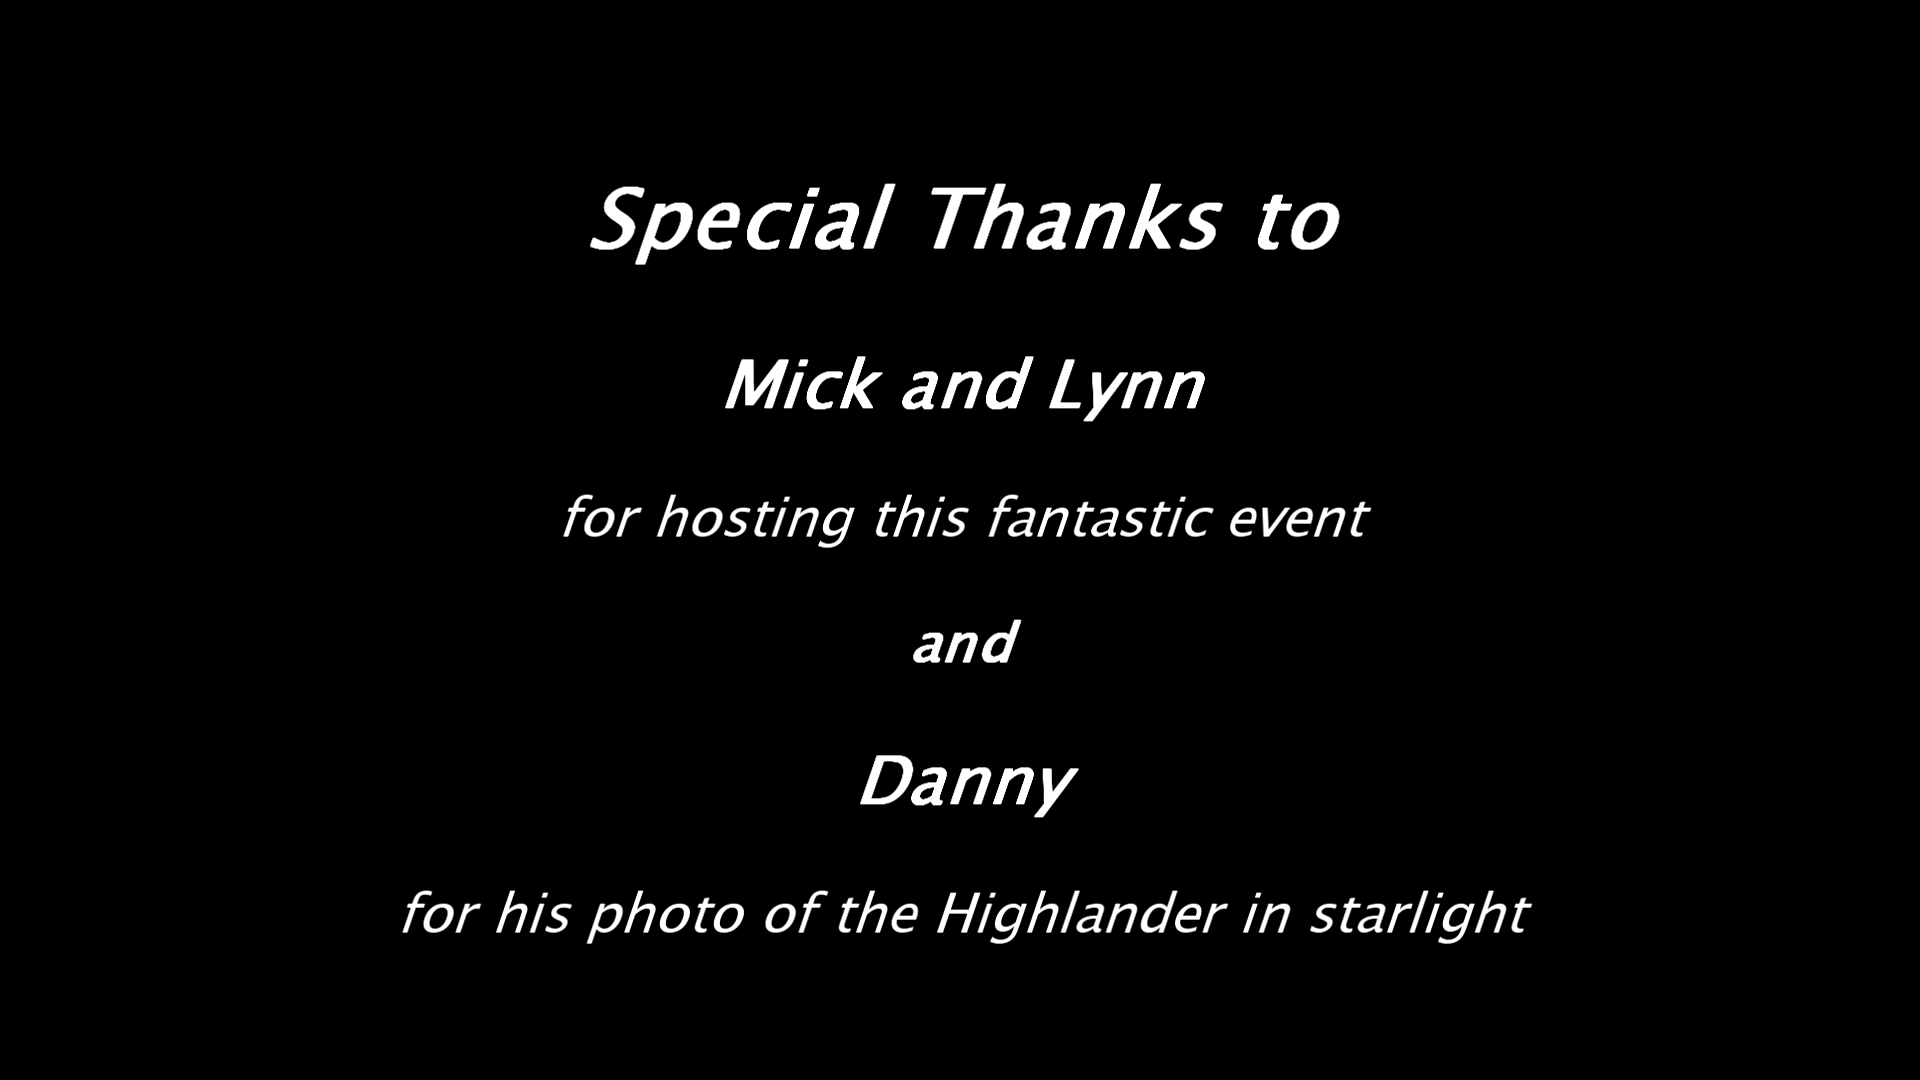 Special Thanks to
Mick and Lynn
for hosting this fantastic event
and
Danny
for his photo of the Highlander in starlight